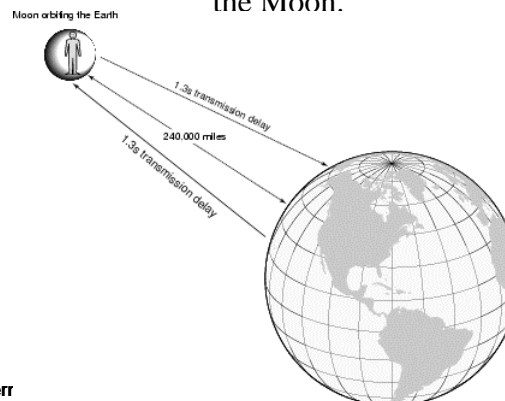 the Moon.
Moon orbiting the Earth
1.3s transmission delay
240,000 miles
1.3s transmission delay